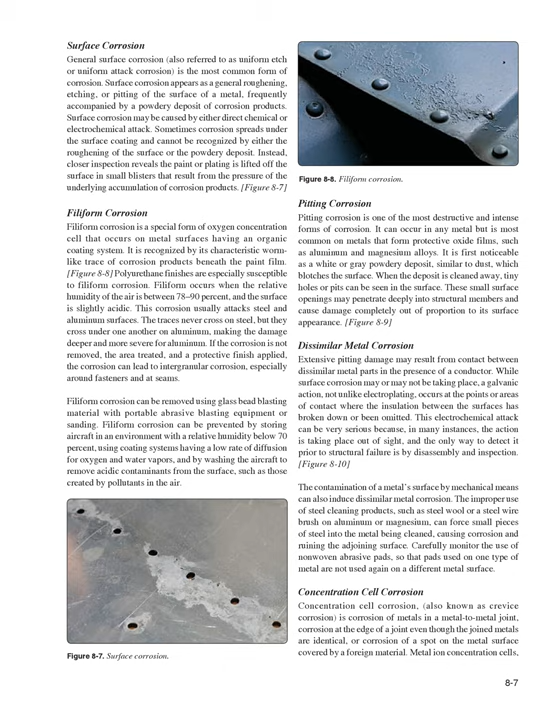 Surface Corrosion
General surface corrosion (also referred to as uniform etch
or uniform attack corrosion) is the most common form of
corrosion. Surface corrosion appears as a general roughening,
etching, or pitting of the surface of a metal, frequently
accompanied by a powdery deposit of corrosion products.
Surface corrosion may be caused by either direct chemical or
electrochemical attack. Sometimes corrosion spreads under
the surface coating and cannot be recognized by either the
roughening of the surface or the powdery deposit. Instead,
closer inspection reveals the paint or plating is lifted off the
surface in small blisters that result from the pressure of the
underlying accumulation of corrosion products. [Figure 8-7]
Filiform Corrosion
Filiform corrosion is a special form of oxygen concentration
cell that occurs on metal surfaces having an organic
coating system. It is recognized by its characteristic worm-
like trace of corrosion products beneath the paint film.
[Figure 8-8] Polyurethane finishes are especially susceptible
to filiform corrosion. Filiform occurs when the relative
humidity of the air is between 78–90 percent, and the surface
is slightly acidic. This corrosion usually attacks steel and
aluminum surfaces. The traces never cross on steel, but they
cross under one another on aluminum, making the damage
deeper and more severe for aluminum. If the corrosion is not
removed, the area treated, and a protective finish applied,
the corrosion can lead to intergranular corrosion, especially
around fasteners and at seams.
Filiform corrosion can be removed using glass bead blasting
material with portable abrasive blasting equipment or
sanding. Filiform corrosion can be prevented by storing
aircraft in an environment with a relative humidity below 70
percent, using coating systems having a low rate of diffusion
for oxygen and water vapors, and by washing the aircraft to
remove acidic contaminants from the surface, such as those
created by pollutants in the air.
Figure 8-7. Surface corrosion.
Figure 8-8. Filiform corrosion.
Pitting Corrosion
Pitting corrosion is one of the most destructive and intense
forms of corrosion. It can occur in any metal but is most
common on metals that form protective oxide films, such
as aluminum and magnesium alloys. It is first noticeable
as a white or gray powdery deposit, similar to dust, which
blotches the surface. When the deposit is cleaned away, tiny
holes or pits can be seen in the surface. These small surface
openings may penetrate deeply into structural members and
cause damage completely out of proportion to its surface
appearance. [Figure 8-9]
Dissimilar Metal Corrosion
Extensive pitting damage may result from contact between
dissimilar metal parts in the presence of a conductor. While
surface corrosion may or may not be taking place, a galvanic
action, not unlike electroplating, occurs at the points or areas
of contact where the insulation between the surfaces has
broken down or been omitted. This electrochemical attack
can be very serious because, in many instances, the action
is taking place out of sight, and the only way to detect it
prior to structural failure is by disassembly and inspection.
[Figure 8-10]
The contamination of a metal's surface by mechanical means
can also induce dissimilar metal corrosion. The improper use
of steel cleaning products, such as steel wool or a steel wire
brush on aluminum or magnesium, can force small pieces
of steel into the metal being cleaned, causing corrosion and
ruining the adjoining surface. Carefully monitor the use of
nonwoven abrasive pads, so that pads used on one type of
metal are not used again on a different metal surface.
Concentration Cell Corrosion
Concentration cell corrosion, (also known as crevice
corrosion) is corrosion of metals in a metal-to-metal joint,
corrosion at the edge of a joint even though the joined metals
are identical, or corrosion of a spot on the metal surface
covered by a foreign material. Metal ion concentration cells,
8-7